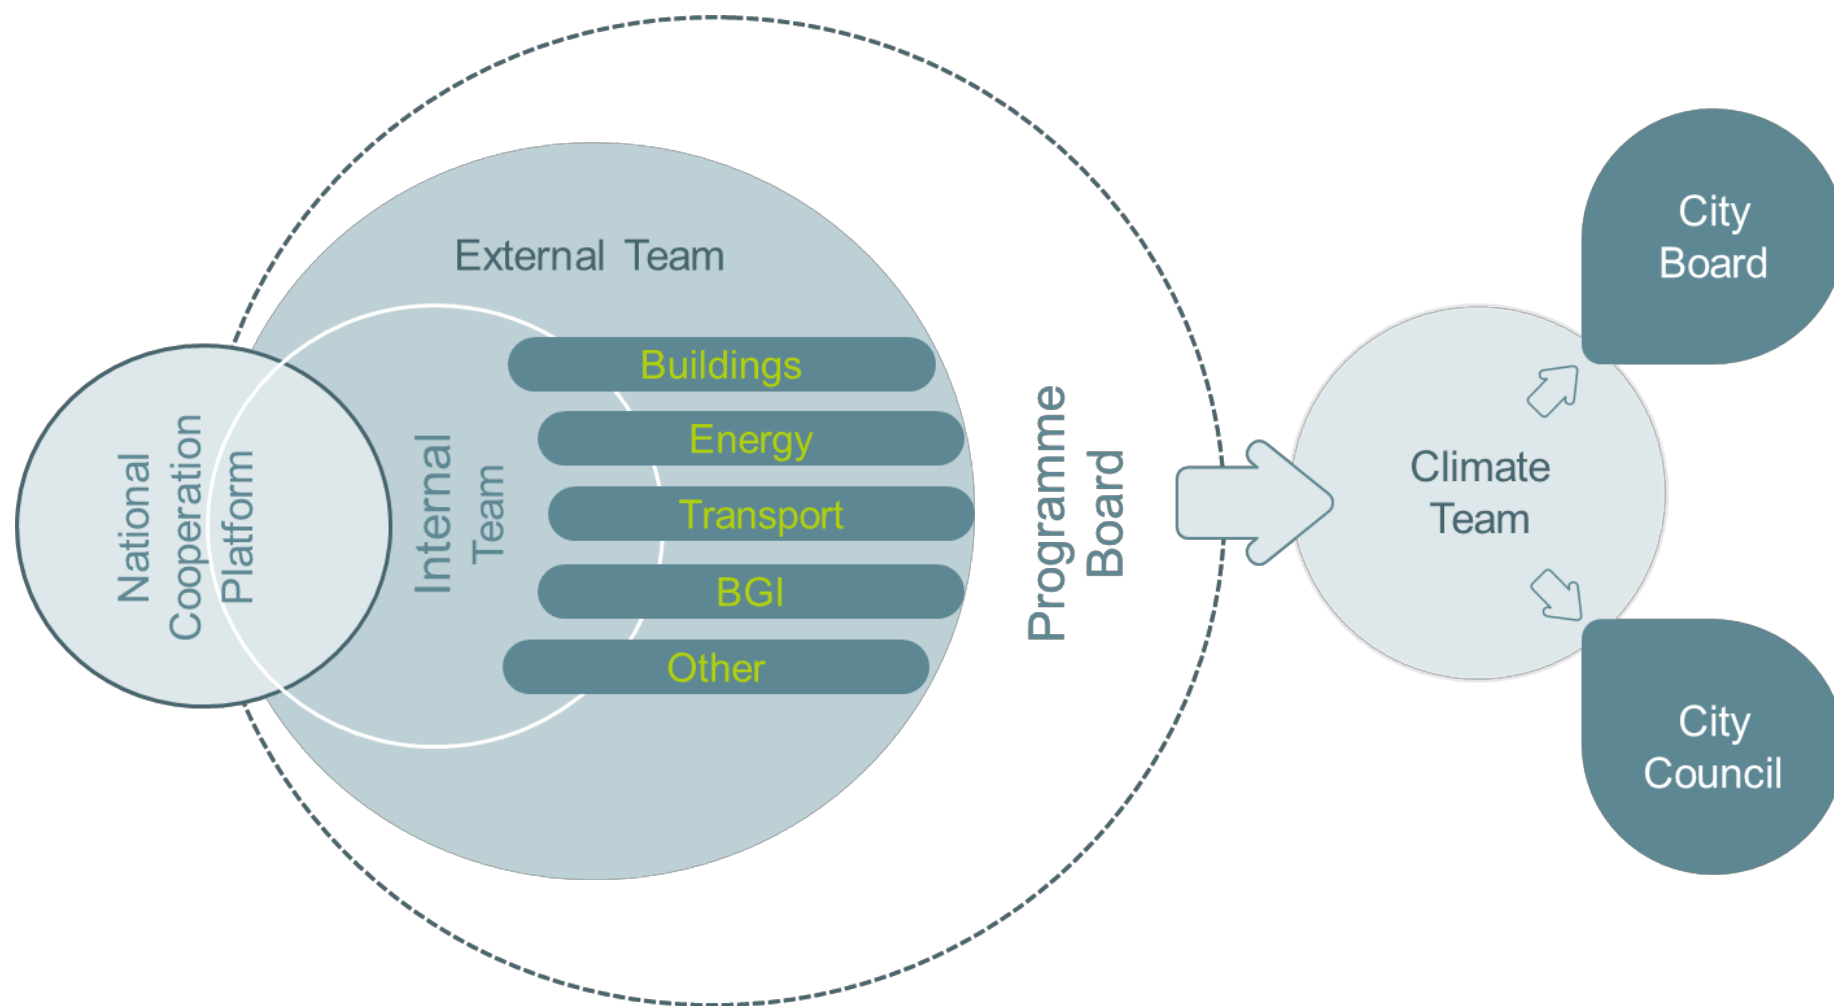 National
Cooperation
Platform
Internal
Team
External Team
Buildings
Energy
Transport
BGI
Other
Programme
Board
Climate
Team
City
Board
City
Council